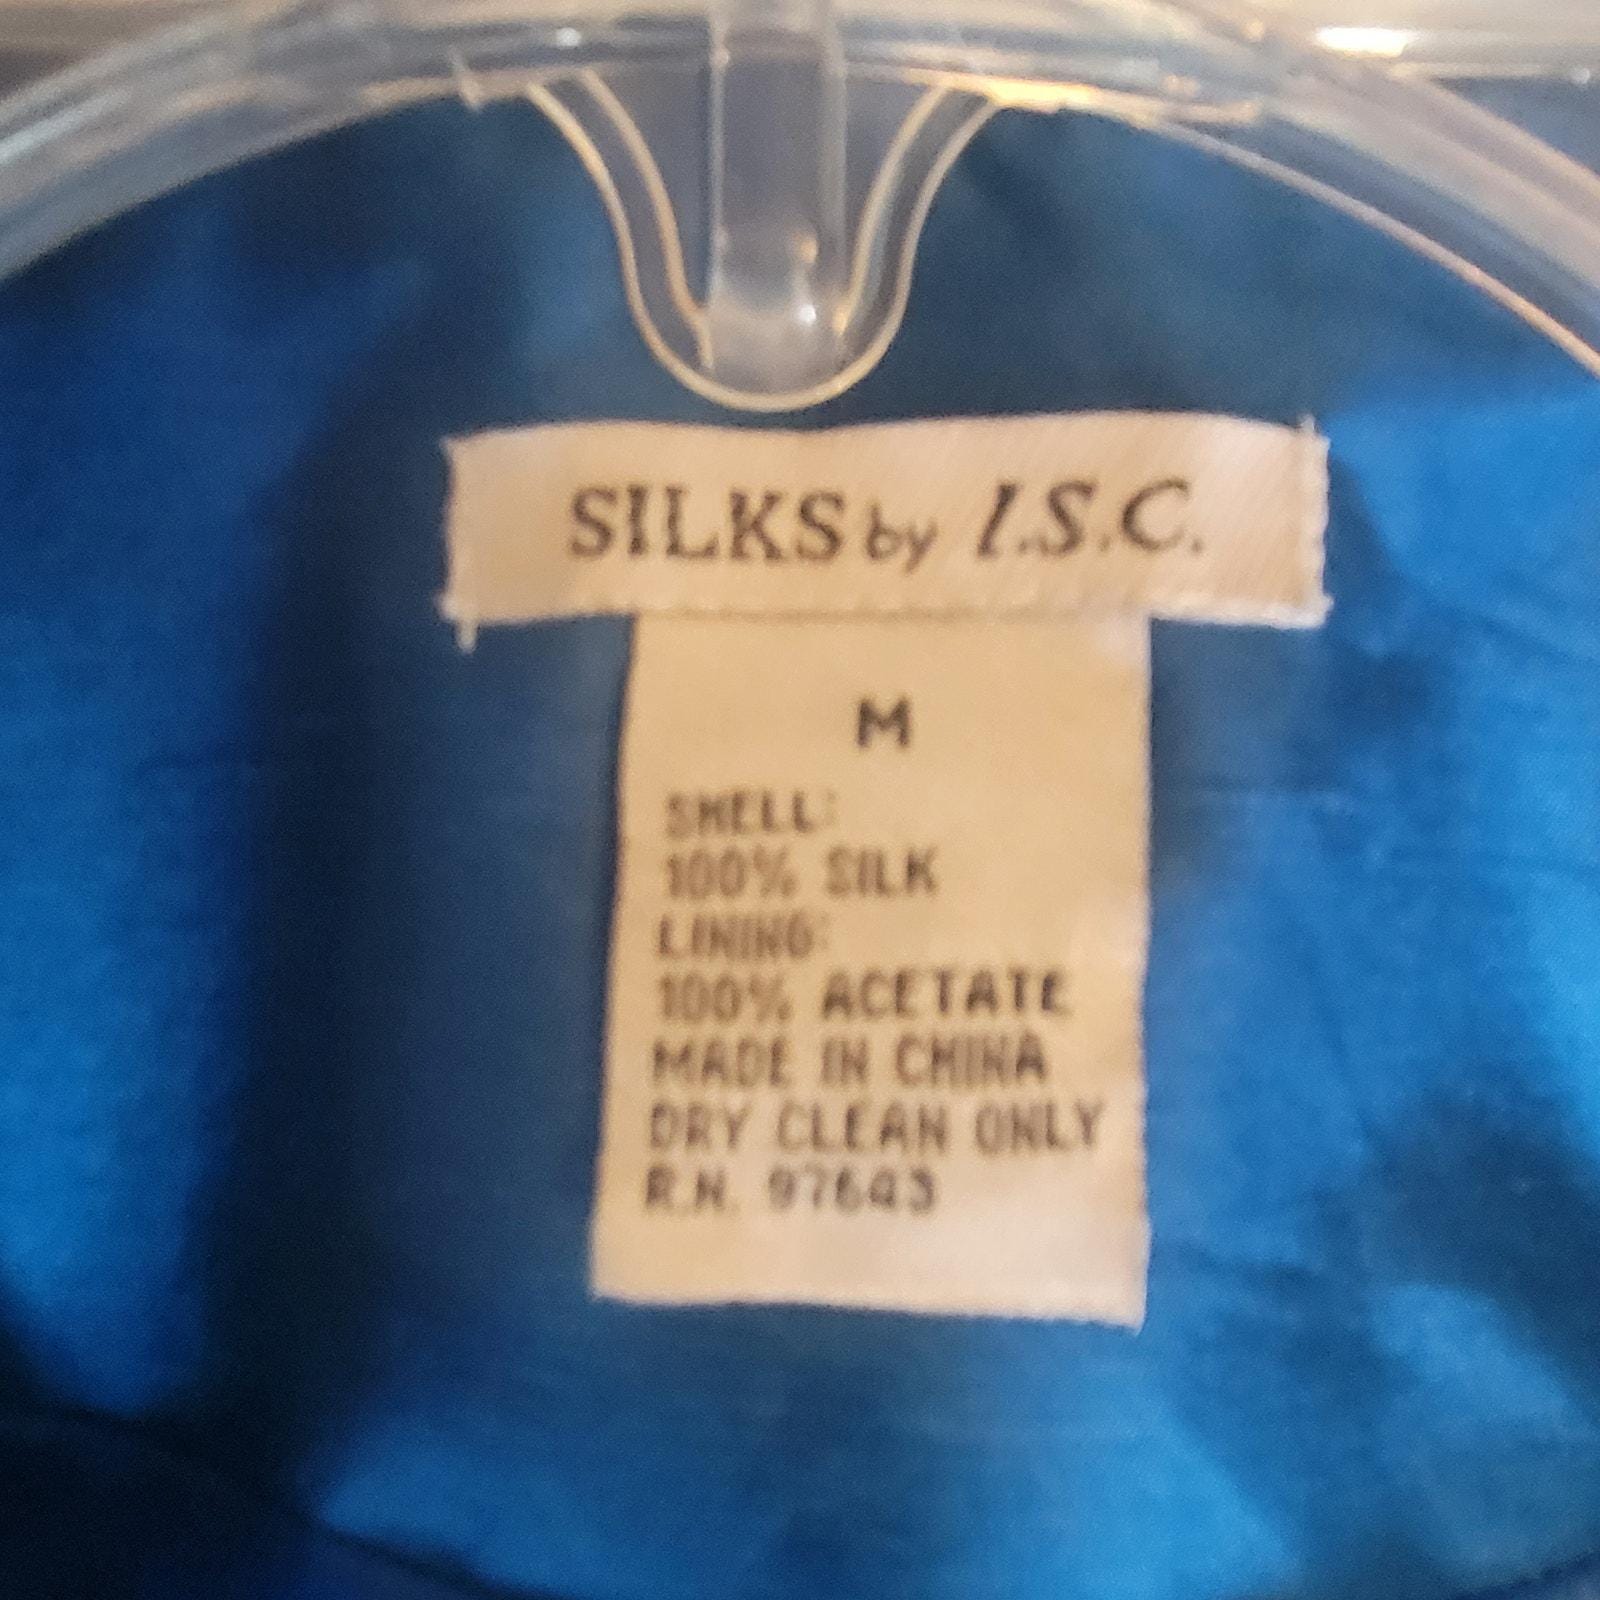 SILKS by I.S.C.
M
SHELL:
100% SILK
LINING:
100% ACETATE
MADE IN CHINA
DRY CLEAN ONLY
R.N. 97643